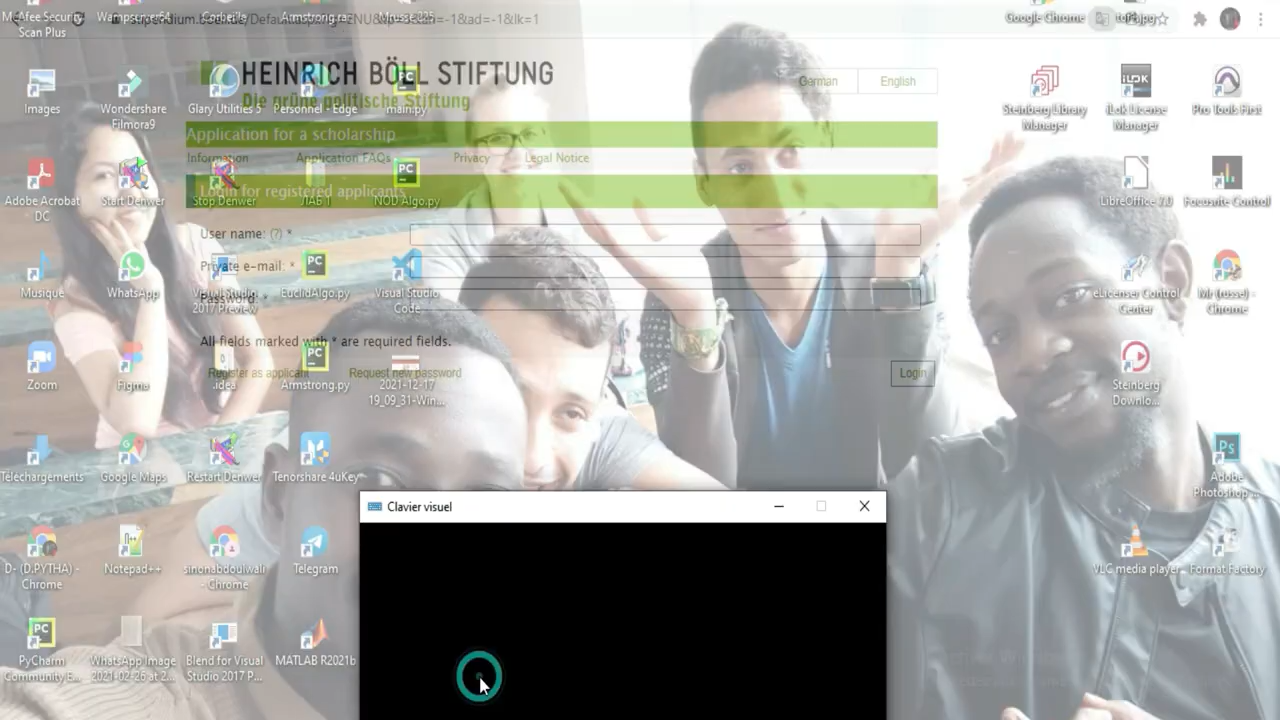 McAfee Security
Scan Plus
Wampserver64
Corbeille
Armstrong.rar
Google Chrome
HEINRICH BÖLL STIFTUNG
Die grüne politische Stiftung
German
English
Application for a scholarship
Information
Application FAQs
Privacy
Legal Notice
Login for registered applicants
User name: (?) *
Private e-mail: *
Password: *
All fields marked with * are required fields.
Register as applicant
Request new password
Login
Images
Wondershare
Filmora9
Glary Utilities 5
Personnel - Edge
main.py
Steinberg Library
Manager
iLok License
Manager
Pro Tools First
Adobe Acrobat
DC
Start Denwer
Stop Denwer
NOD Algo.py
LibreOffice 7.0
Focusrite Control
Musique
WhatsApp
Visual Studio
2017 Preview
EuclidAlgo.py
Visual Studio
Code
eLicenser Control
Center
Mr (russel) -
Chrome
Zoom
Figma
.idea
Armstrong.py
2021-12-17
19_09_31-Win...
Steinberg
Downlo...
Téléchargements
Google Maps
Restart Denwer
Tenorshare 4uKey
Adobe
Photoshop ...
Clavier visuel
D- (D.PYTHA) -
Chrome
Notepad++
sinonabdoulwali
- Chrome
Telegram
VLC media player
Format Factory
PyCharm
Community E...
WhatsApp Image
2021-02-26 at 2...
Blend for Visual
Studio 2017 P...
MATLAB R2021b